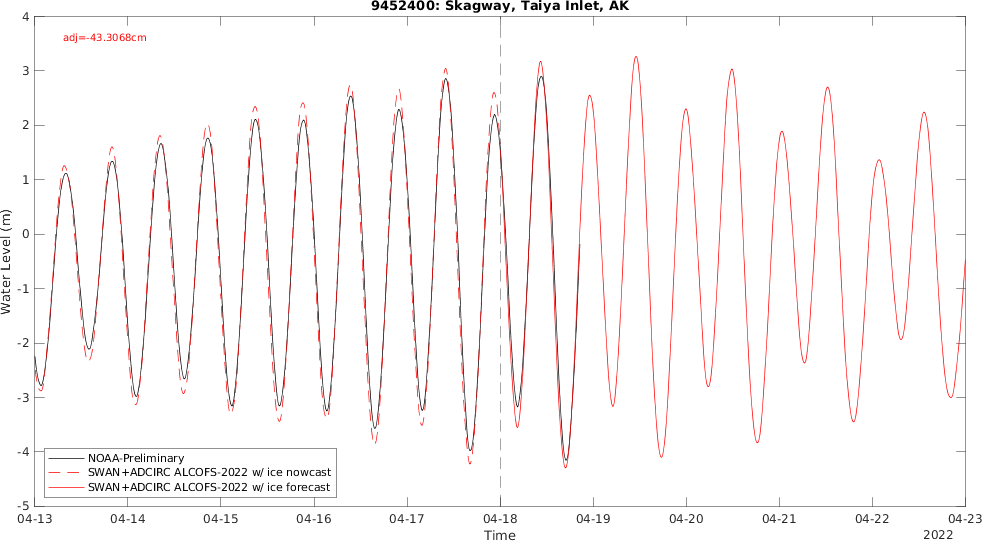 9452400: Skagway, Taiya Inlet, AK
adj=-43.3068cm
Water Level (m)
4
3
2
1
0
-1
-2
-3
-4
-5
NOAA-Preliminary
SWAN+ADCIRC ALCOFS-2022 w/ ice nowcast
SWAN+ADCIRC ALCOFS-2022 w/ ice forecast
04-13 04-14 04-15 04-16 04-17 04-18 04-19 04-20 04-21 04-22 04-23
Time
2022